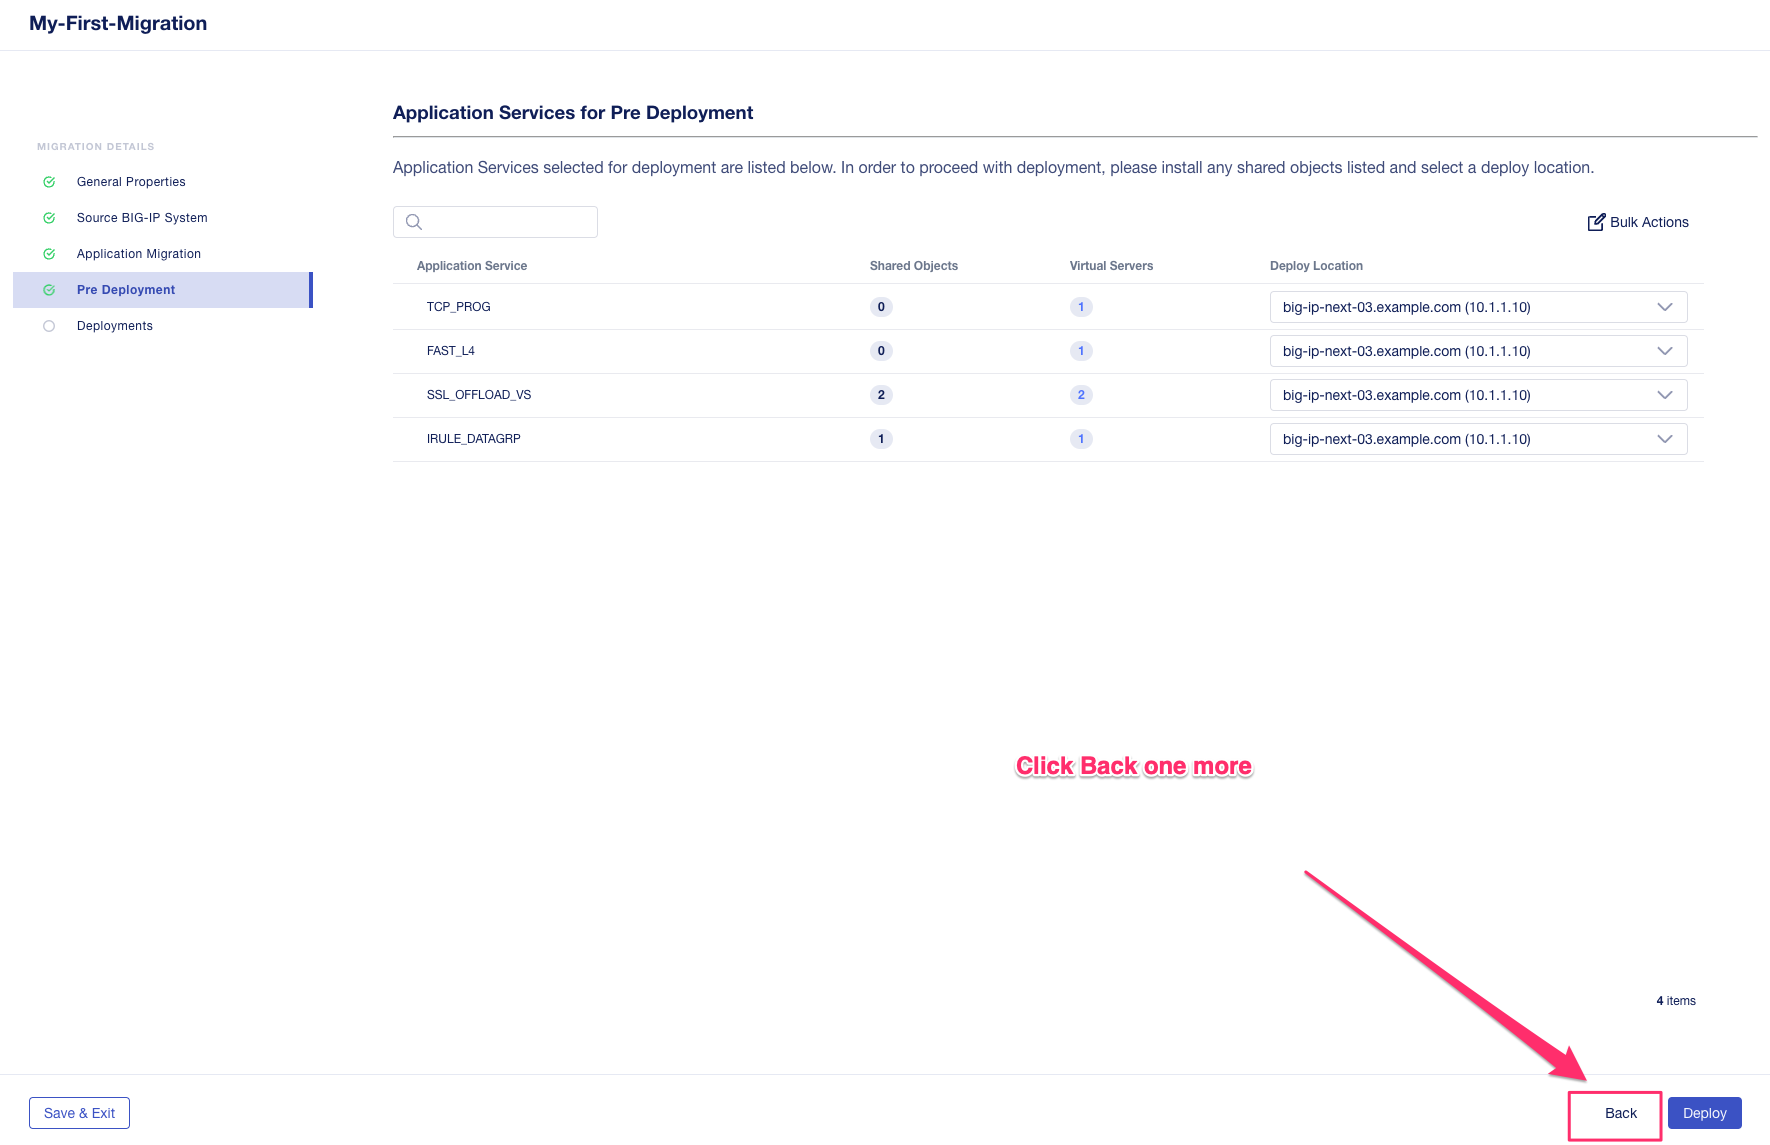 My-First-Migration
MIGRATION DETAILS
General Properties
Source BIG-IP System
Application Migration
Pre Deployment
Deployments
Application Services for Pre Deployment
Application Services selected for deployment are listed below. In order to proceed with deployment, please install any shared objects listed and select a deploy location.
Bulk Actions
Application Service Shared Objects Virtual Servers Deploy Location
TCP_PROG 0 1 big-ip-next-03.example.com (10.1.1.10)
FAST_L4 0 1 big-ip-next-03.example.com (10.1.1.10)
SSL_OFFLOAD_VS 2 2 big-ip-next-03.example.com (10.1.1.10)
IRULE_DATAGRP 1 1 big-ip-next-03.example.com (10.1.1.10)
Click Back one more
4 items
Save & Exit Back Deploy